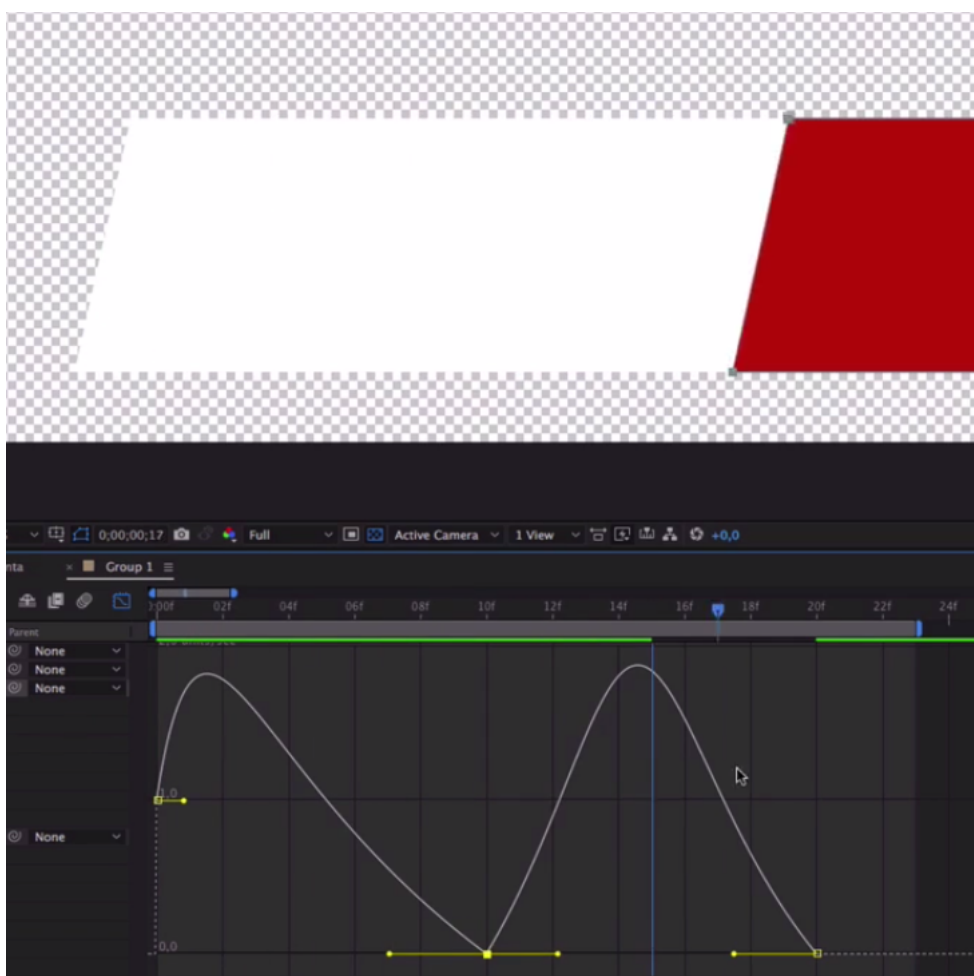 0;00;00;17 Full Active Camera 1 View +0,0
nta × Group 1
:00f 02f 04f 06f 08f 10f 12f 14f 16f 18f 20f 22f 24f
Parent
None
None
None
1,0
None
0,0